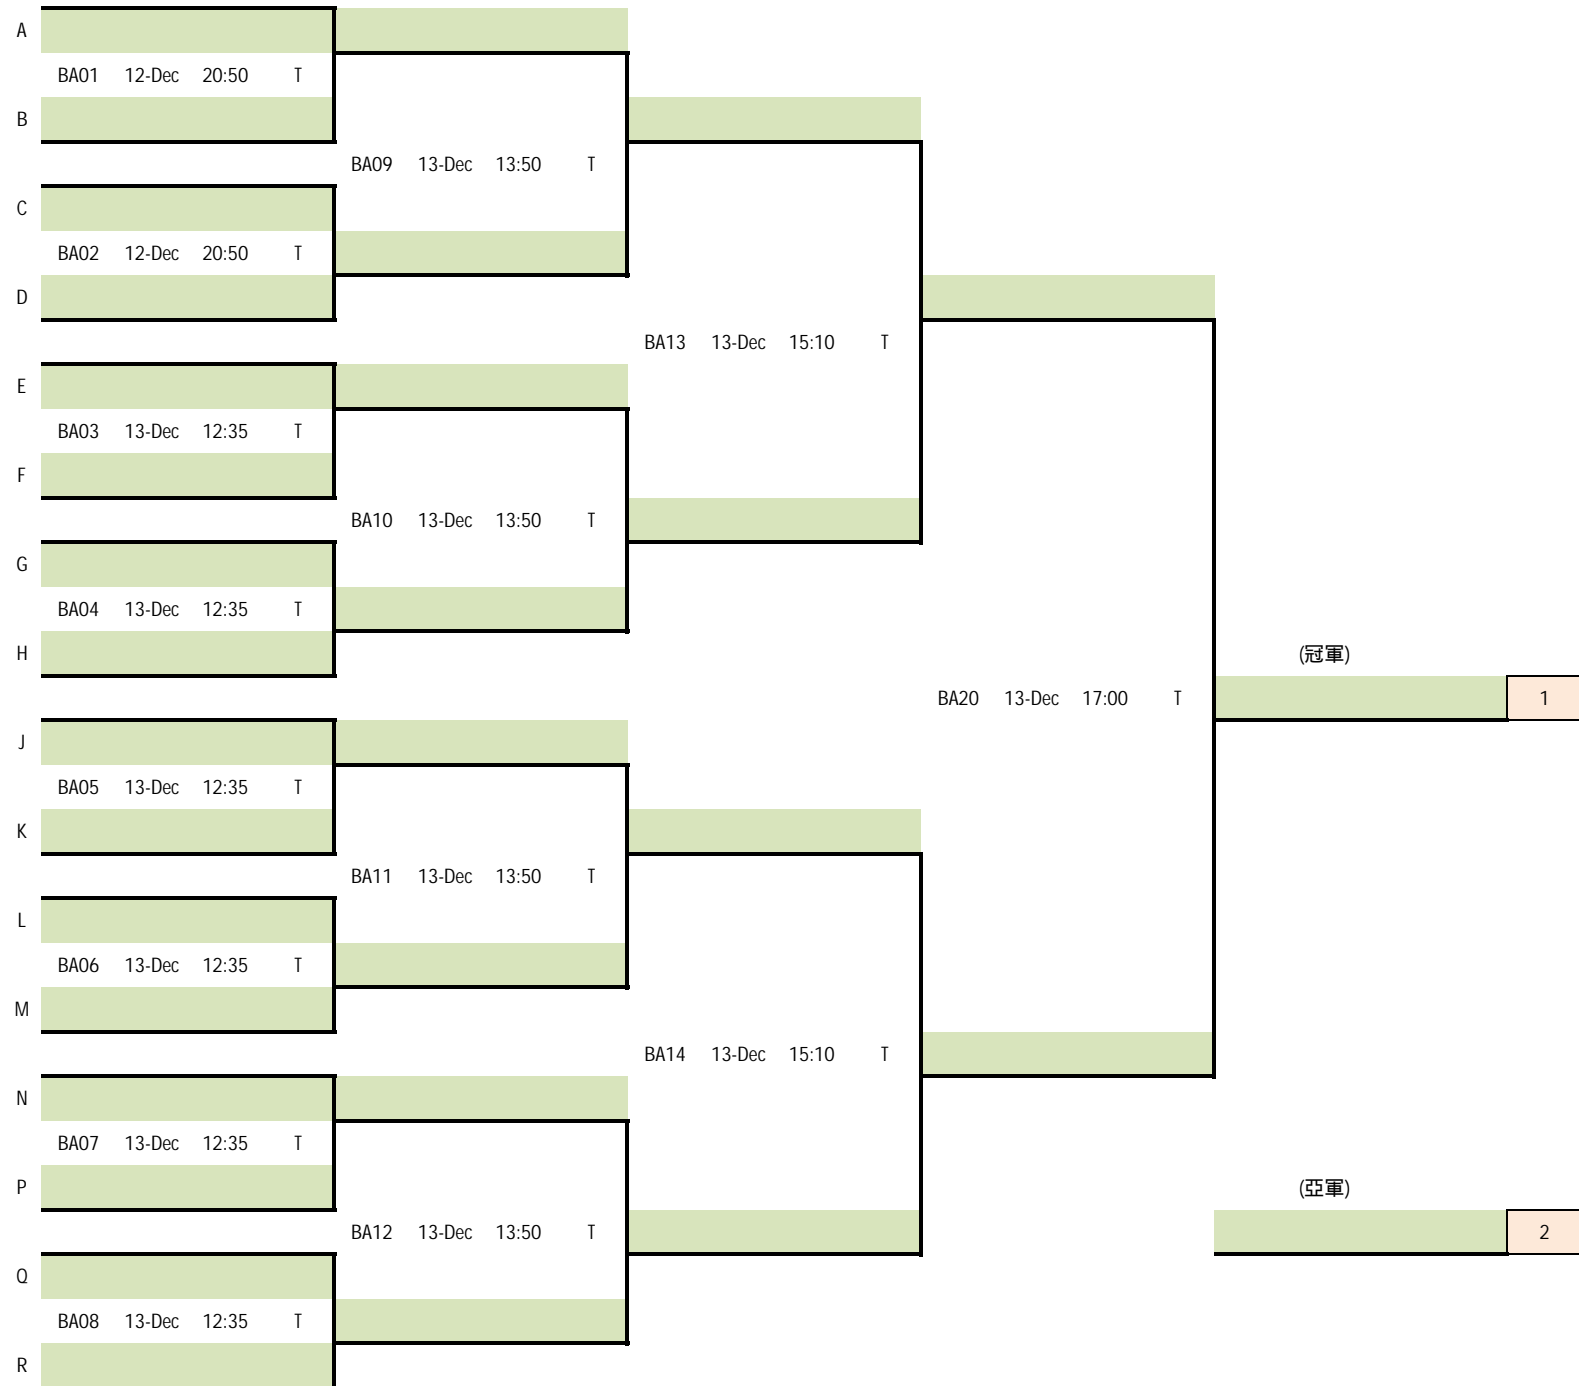 A
BA01 12-Dec 20:50 T
B
BA09 13-Dec 13:50 T
C
BA02 12-Dec 20:50 T
D
BA13 13-Dec 15:10 T
E
BA03 13-Dec 12:35 T
F
BA10 13-Dec 13:50 T
G
BA04 13-Dec 12:35 T
H
(冠軍)
BA20 13-Dec 17:00 T 1
J
BA05 13-Dec 12:35 T
K
BA11 13-Dec 13:50 T
L
BA06 13-Dec 12:35 T
M
BA14 13-Dec 15:10 T
N
BA07 13-Dec 12:35 T
P
(亞軍)
BA12 13-Dec 13:50 T 2
Q
BA08 13-Dec 12:35 T
R